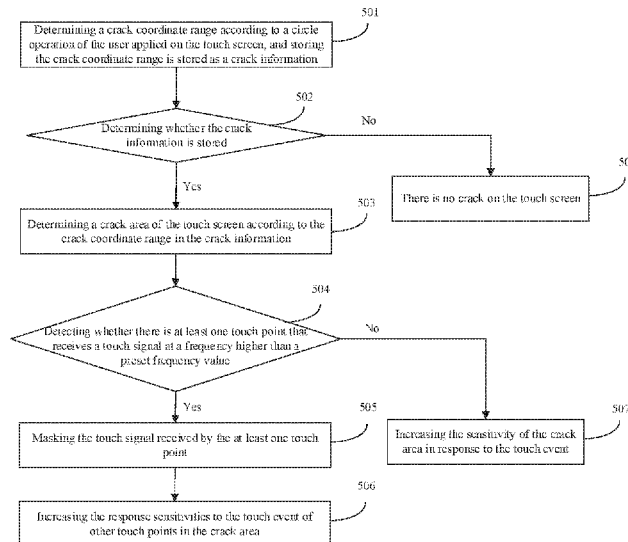 501
Determining a crack coordinate range according to a circle
operation of the user applied on the touch screen, and storing
the crack coordinate range is stored as a crack information
502
Determining whether the crack
information is stored
No
Yes
50
There is no crack on the touch screen
503
Determining a crack area of the touch screen according to the
crack coordinate range in the crack information
504
Detecting whether there is at least one touch point that
receives a touch signal at a frequency higher than a
preset frequency value
No
Yes
505
Masking the touch signal received by the at least one touch
point
507
Increasing the sensitivity of the crack
area in response to the touch event
506
Increasing the response sensitivities to the touch event of
other touch points in the crack area